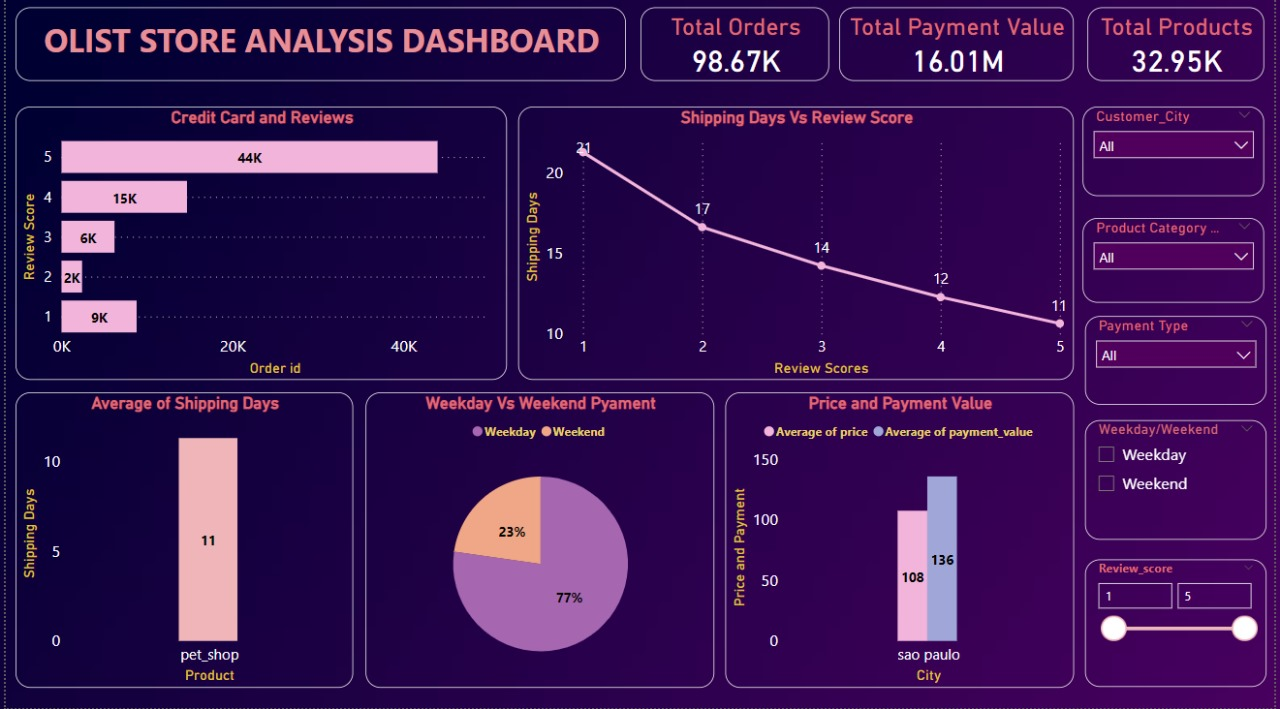 OLIST STORE ANALYSIS DASHBOARD
Total Orders
98.67K
Total Payment Value
16.01M
Total Products
32.95K
Credit Card and Reviews
Review Score
5
44K
4
15K
3
6K
2
2K
1
9K
0K 20K 40K
Order id
Shipping Days Vs Review Score
Shipping Days
20
15
10
21
17
14
12
11
1 2 3 4 5
Review Scores
Customer_City
All
Product Category ...
All
Payment Type
All
Weekday/Weekend
Weekday
Weekend
Review_score
1 5
Average of Shipping Days
Shipping Days
10
5
0
11
pet_shop
Product
Weekday Vs Weekend Pyament
Weekday Weekend
23%
77%
Price and Payment Value
Average of price Average of payment_value
Price and Payment
150
100
50
0
108
136
sao paulo
City